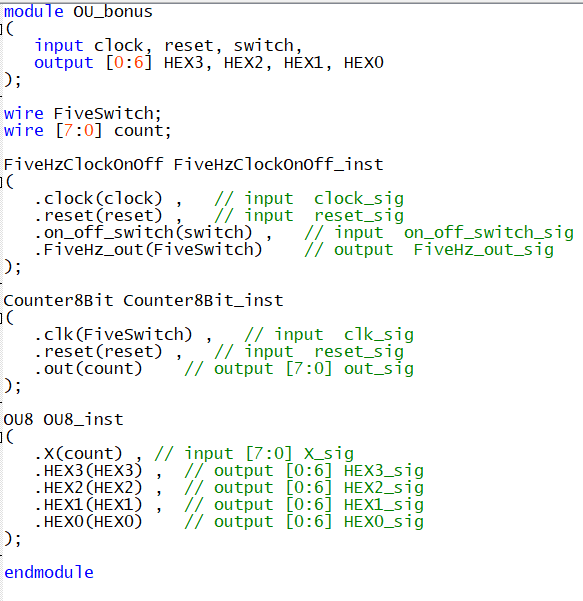 module OU_bonus
(
   input clock, reset, switch,
   output [0:6] HEX3, HEX2, HEX1, HEX0
);
wire FiveSwitch;
wire [7:0] count;
FiveHzClockOnOff FiveHzClockOnOff_inst
(
   .clock(clock) ,   // input  clock_sig
   .reset(reset) ,   // input  reset_sig
   .on_off_switch(switch) ,   // input  on_off_switch_sig
   .FiveHz_out(FiveSwitch)    // output  FiveHz_out_sig
);
Counter8Bit Counter8Bit_inst
(
   .clk(FiveSwitch) ,   // input  clk_sig
   .reset(reset) ,   // input  reset_sig
   .out(count)    // output [7:0] out_sig
);
OU8 OU8_inst
(
   .X(count) , // input [7:0] X_sig
   .HEX3(HEX3) ,  // output [0:6] HEX3_sig
   .HEX2(HEX2) ,  // output [0:6] HEX2_sig
   .HEX1(HEX1) ,  // output [0:6] HEX1_sig
   .HEX0(HEX0)    // output [0:6] HEX0_sig
);
endmodule